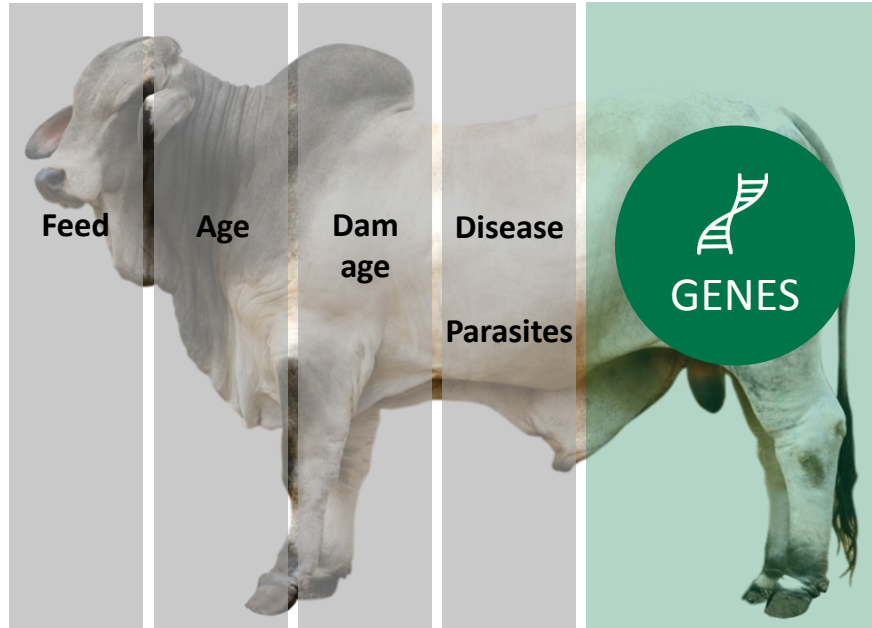 Feed
Age
Dam
age
Disease
Parasites
GENES